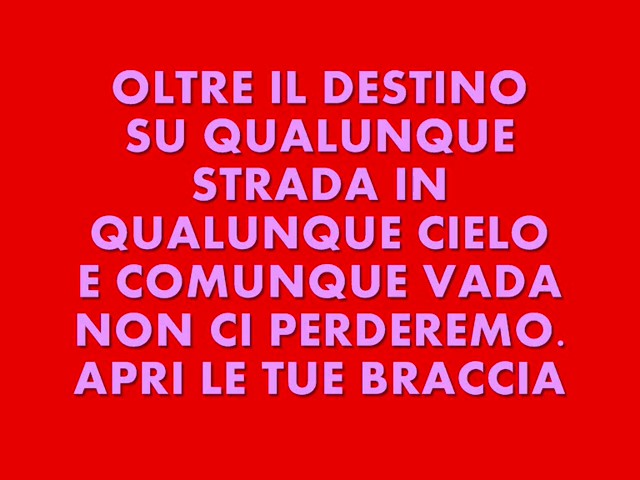 OLTRE IL DESTINO
SU QUALUNQUE
STRADA IN
QUALUNQUE CIELO
E COMUNQUE VADA
NON CI PERDEREMO.
APRI LE TUE BRACCIA